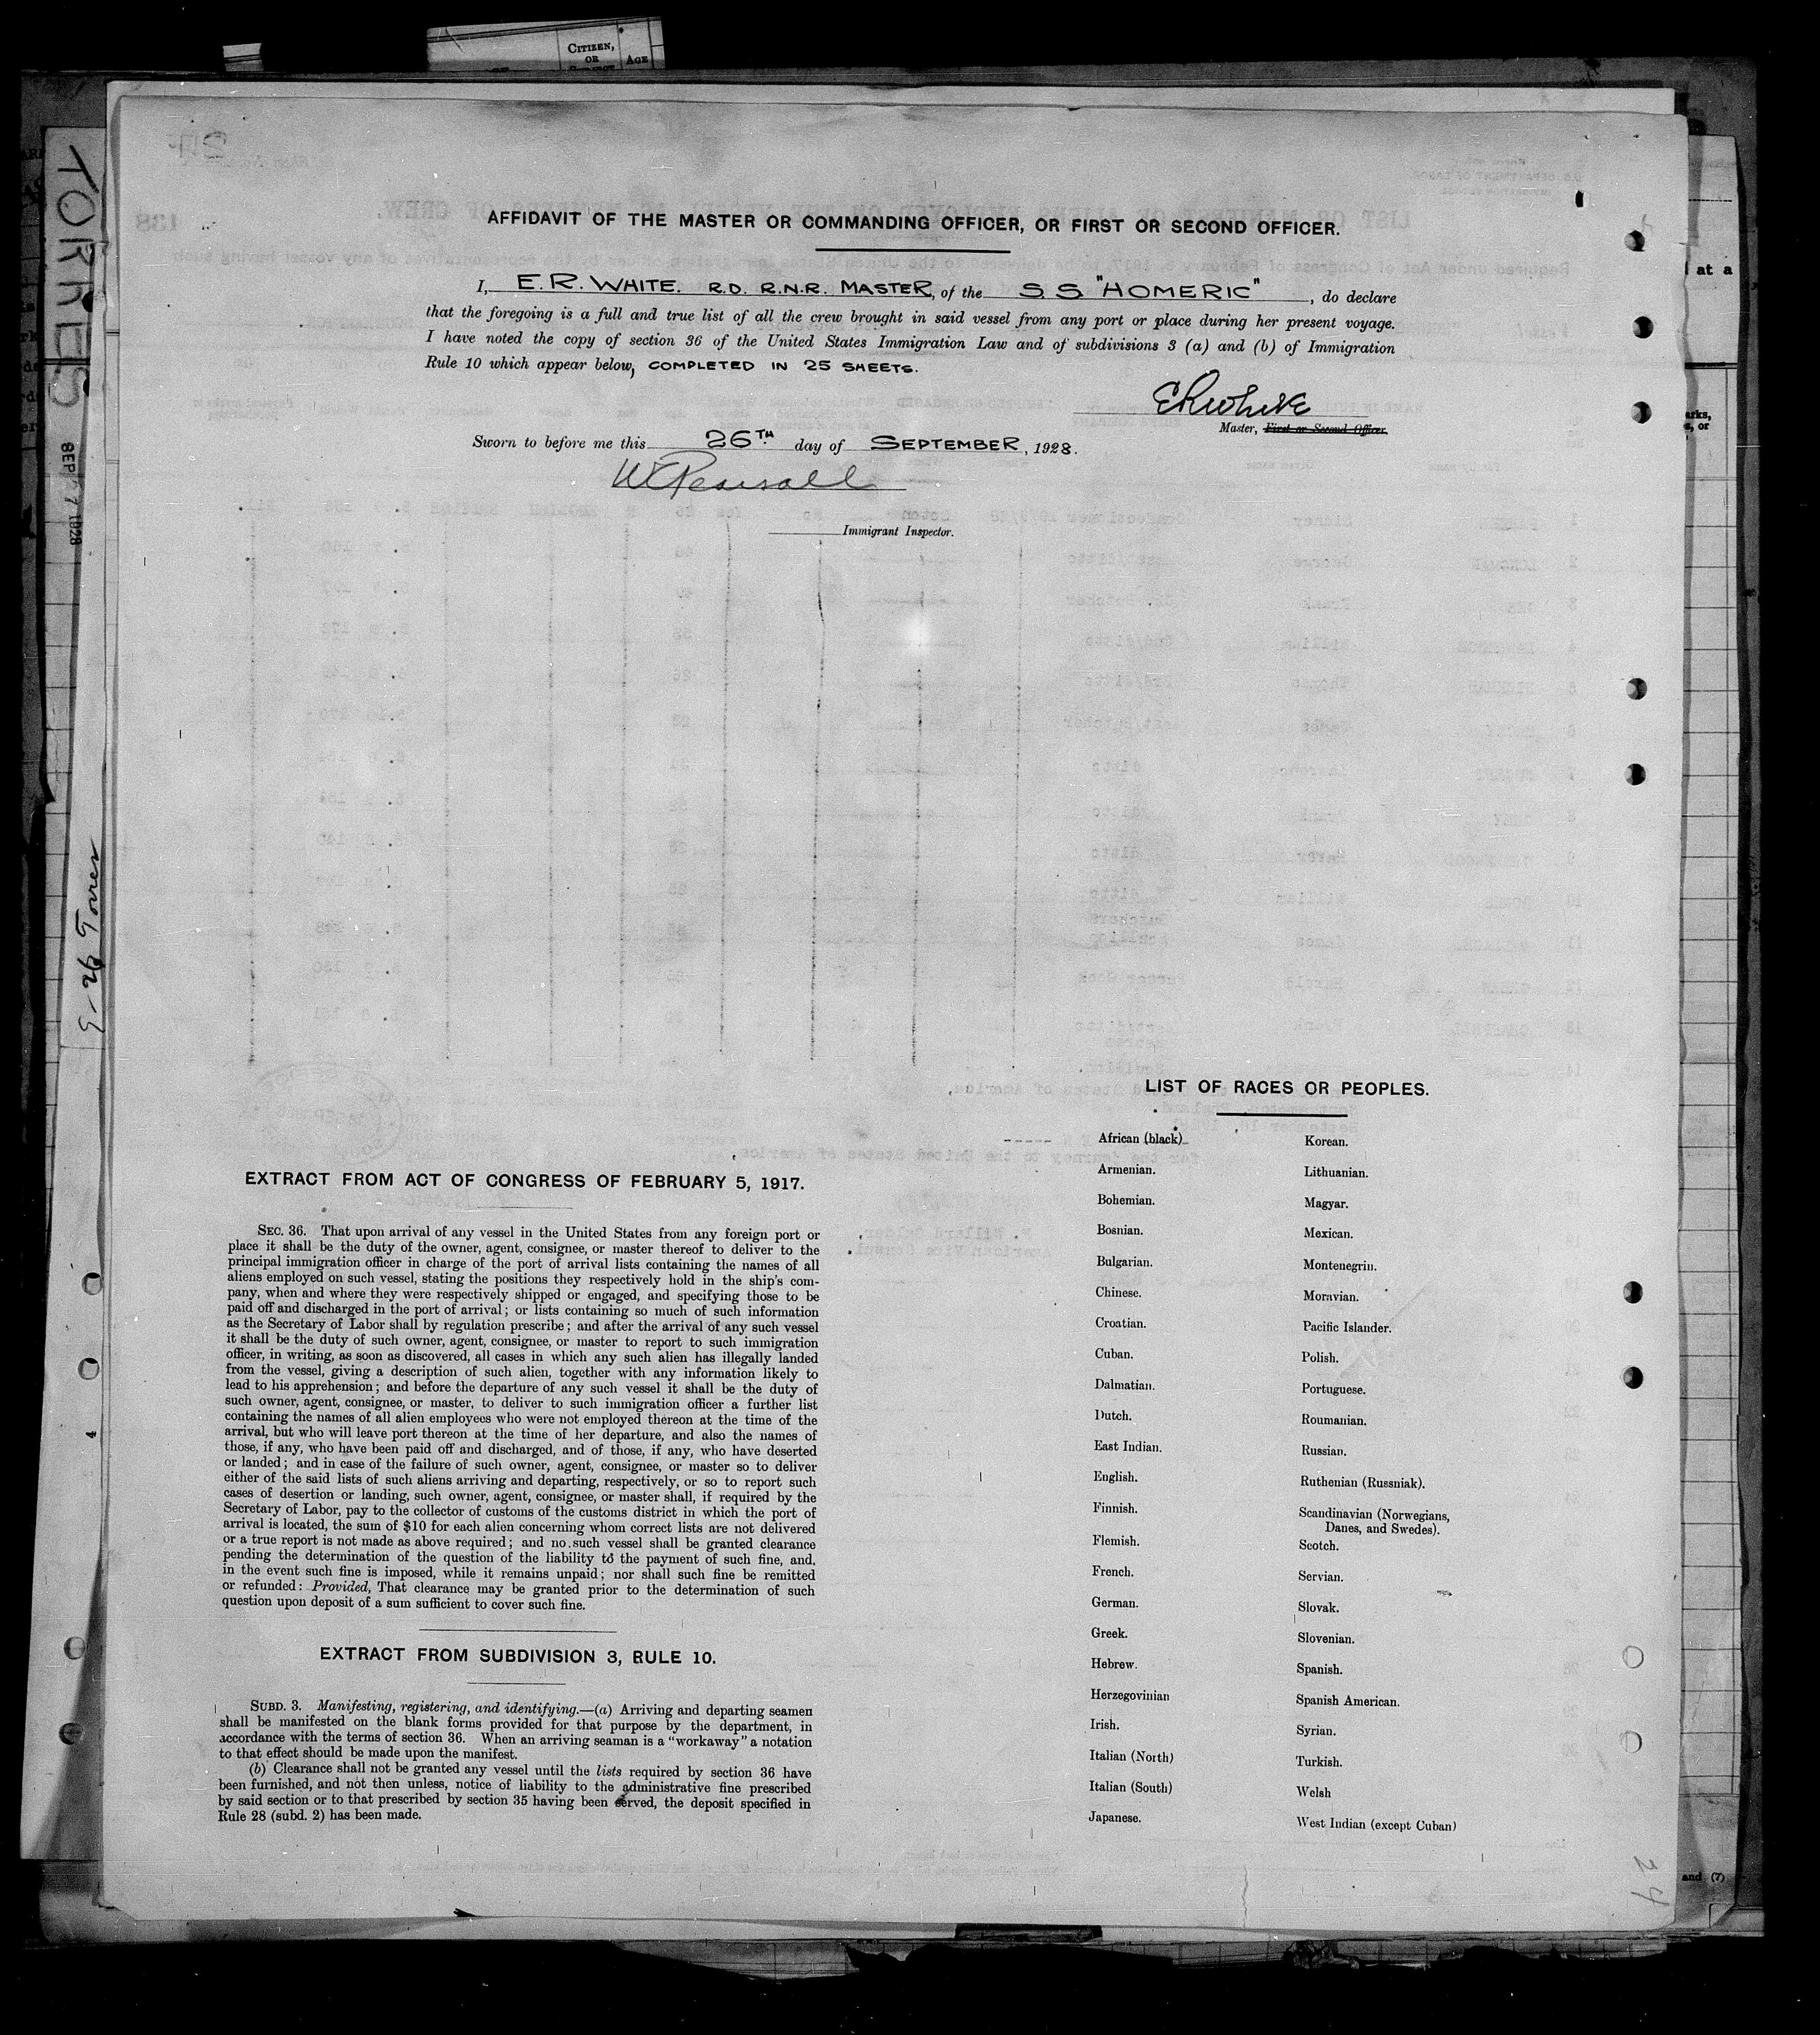 CITIZEN,
OR
AGE
TORRES
SEP 7 1928
9-26 Torres
at a
AFFIDAVIT OF THE MASTER OR COMMANDING OFFICER, OR FIRST OR SECOND OFFICER.
I, E. R. WHITE. R.D. R.N.R. MASTER, of the S.S "HOMERIC", do declare
that the foregoing is a full and true list of all the crew brought in said vessel from any port or place during her present voyage.
I have noted the copy of section 36 of the United States Immigration Law and of subdivisions 3 (a) and (b) of Immigration
Rule 10 which appear below, COMPLETED IN 25 SHEETS.
ERWhite
Master, First or Second Officer.
Sworn to before me this 26TH day of SEPTEMBER, 1928.
Immigrant Inspector.
EXTRACT FROM ACT OF CONGRESS OF FEBRUARY 5, 1917.
SEC. 36. That upon arrival of any vessel in the United States from any foreign port or
place it shall be the duty of the owner, agent, consignee, or master thereof to deliver to the
principal immigration officer in charge of the port of arrival lists containing the names of all
aliens employed on such vessel, stating the positions they respectively hold in the ship's com-
pany, when and where they were respectively shipped or engaged, and specifying those to be
paid off and discharged in the port of arrival; or lists containing so much of such information
as the Secretary of Labor shall by regulation prescribe; and after the arrival of any such vessel
it shall be the duty of such owner, agent, consignee, or master to report to such immigration
officer, in writing, as soon as discovered, all cases in which any such alien has illegally landed
from the vessel, giving a description of such alien, together with any information likely to
lead to his apprehension; and before the departure of any such vessel it shall be the duty of
such owner, agent, consignee, or master, to deliver to such immigration officer a further list
containing the names of all alien employees who were not employed thereon at the time of the
arrival, but who will leave port thereon at the time of her departure, and also the names of
those, if any, who have been paid off and discharged, and of those, if any, who have deserted
or landed; and in case of the failure of such owner, agent, consignee, or master so to deliver
either of the said lists of such aliens arriving and departing, respectively, or so to report such
cases of desertion or landing, such owner, agent, consignee, or master shall, if required by the
Secretary of Labor, pay to the collector of customs of the customs district in which the port of
arrival is located, the sum of $10 for each alien concerning whom correct lists are not delivered
or a true report is not made as above required; and no such vessel shall be granted clearance
pending the determination of the question of the liability to the payment of such fine, and,
in the event such fine is imposed, while it remains unpaid; nor shall such fine be remitted
or refunded: Provided, That clearance may be granted prior to the determination of such
question upon deposit of a sum sufficient to cover such fine.
EXTRACT FROM SUBDIVISION 3, RULE 10.
SUBD. 3. Manifesting, registering, and identifying.—(a) Arriving and departing seamen
shall be manifested on the blank forms provided for that purpose by the department, in
accordance with the terms of section 36. When an arriving seaman is a "workaway" a notation
to that effect should be made upon the manifest.
(b) Clearance shall not be granted any vessel until the lists required by section 36 have
been furnished, and not then unless, notice of liability to the administrative fine prescribed
by said section or to that prescribed by section 35 having been served, the deposit specified in
Rule 28 (subd. 2) has been made.
LIST OF RACES OR PEOPLES.
African (black)
Armenian.
Bohemian.
Bosnian.
Bulgarian.
Chinese.
Croatian.
Cuban.
Dalmatian.
Dutch.
East Indian.
English.
Finnish.
Flemish.
French.
German.
Greek.
Hebrew.
Herzegovinian
Irish.
Italian (North)
Italian (South)
Japanese.
Korean.
Lithuanian.
Magyar.
Mexican.
Montenegrin.
Moravian.
Pacific Islander.
Polish.
Portuguese.
Roumanian.
Russian.
Ruthenian (Russniak).
Scandinavian (Norwegians,
Danes, and Swedes).
Scotch.
Servian.
Slovak.
Slovenian.
Spanish.
Spanish American.
Syrian.
Turkish.
Welsh
West Indian (except Cuban)
24
and (7)